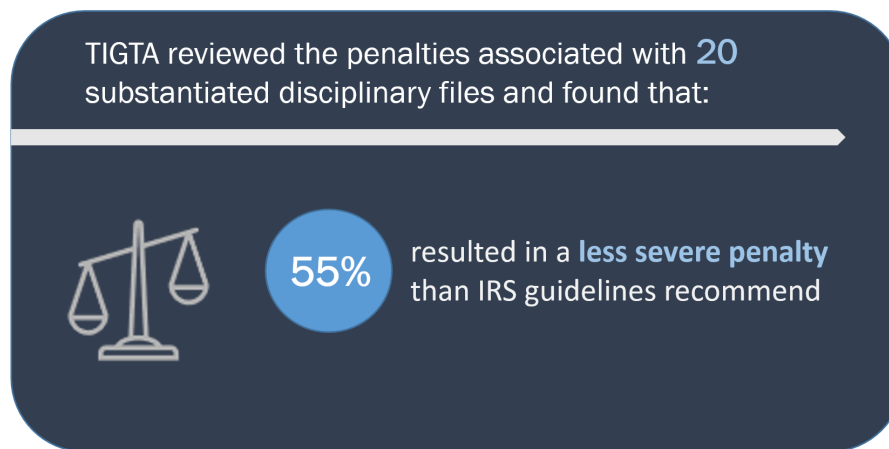 TIGTA reviewed the penalties associated with 20
substantiated disciplinary files and found that:
55%
resulted in a less severe penalty
than IRS guidelines recommend